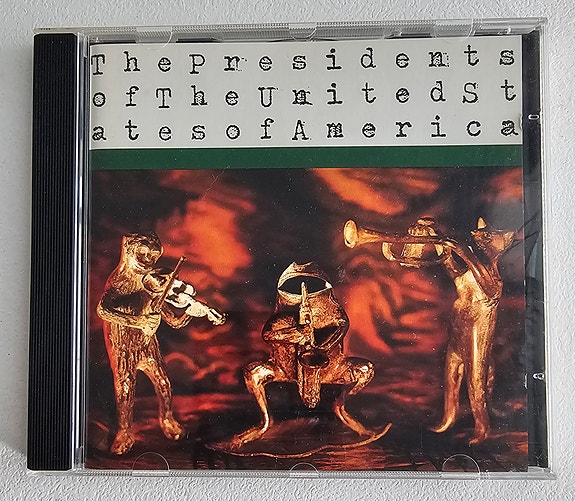 ThePresidents
ofTheUnitedSt
atesofAmerica